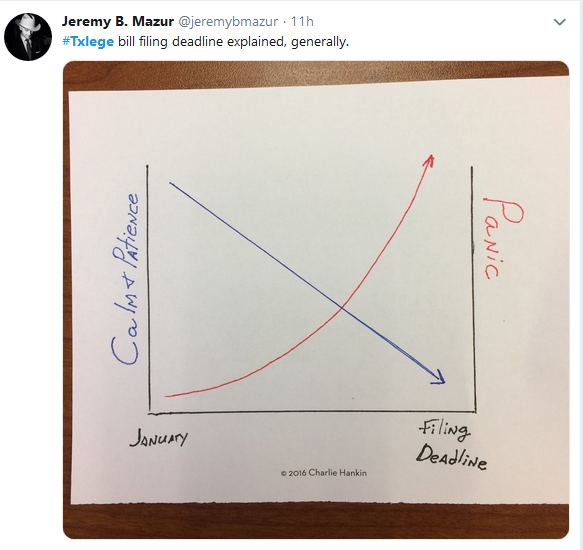 Jeremy B. Mazur @jeremybmazur · 11h
#Txlege bill filing deadline explained, generally.
Calm & Patience
Panic
January
Filing
Deadline
© 2016 Charlie Hankin